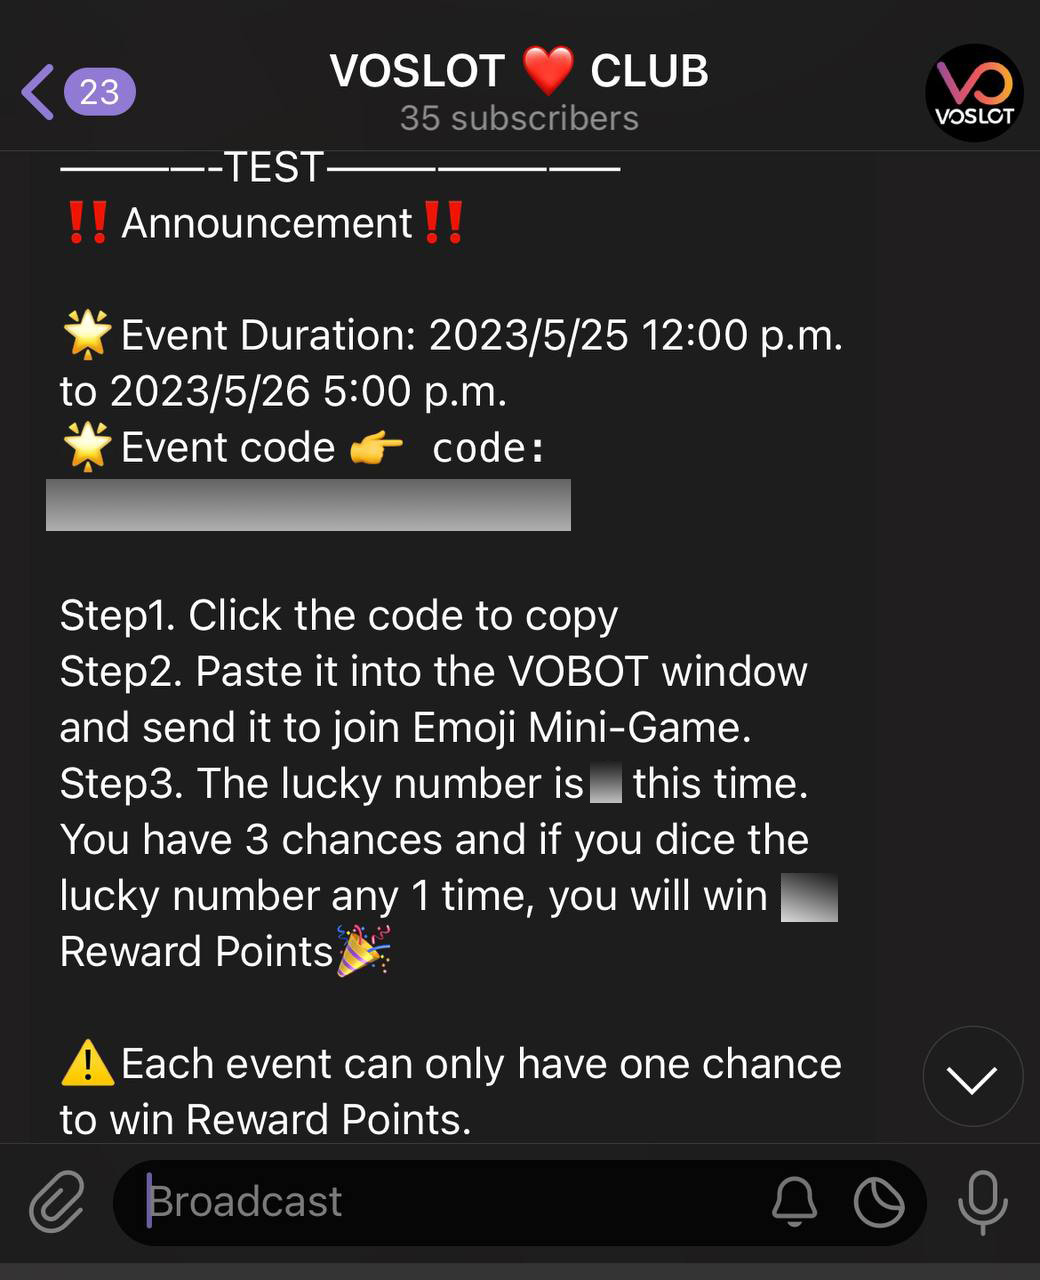 23
VOSLOT ❤️ CLUB
35 subscribers
VOSLOT
————–-TEST———————–
‼️Announcement‼️
🌟Event Duration: 2023/5/25 12:00 p.m.
to 2023/5/26 5:00 p.m.
🌟Event code 👉 code:
Step1. Click the code to copy
Step2. Paste it into the VOBOT window
and send it to join Emoji Mini-Game.
Step3. The lucky number is this time.
You have 3 chances and if you dice the
lucky number any 1 time, you will win
Reward Points🎉
⚠️Each event can only have one chance
to win Reward Points.
Broadcast